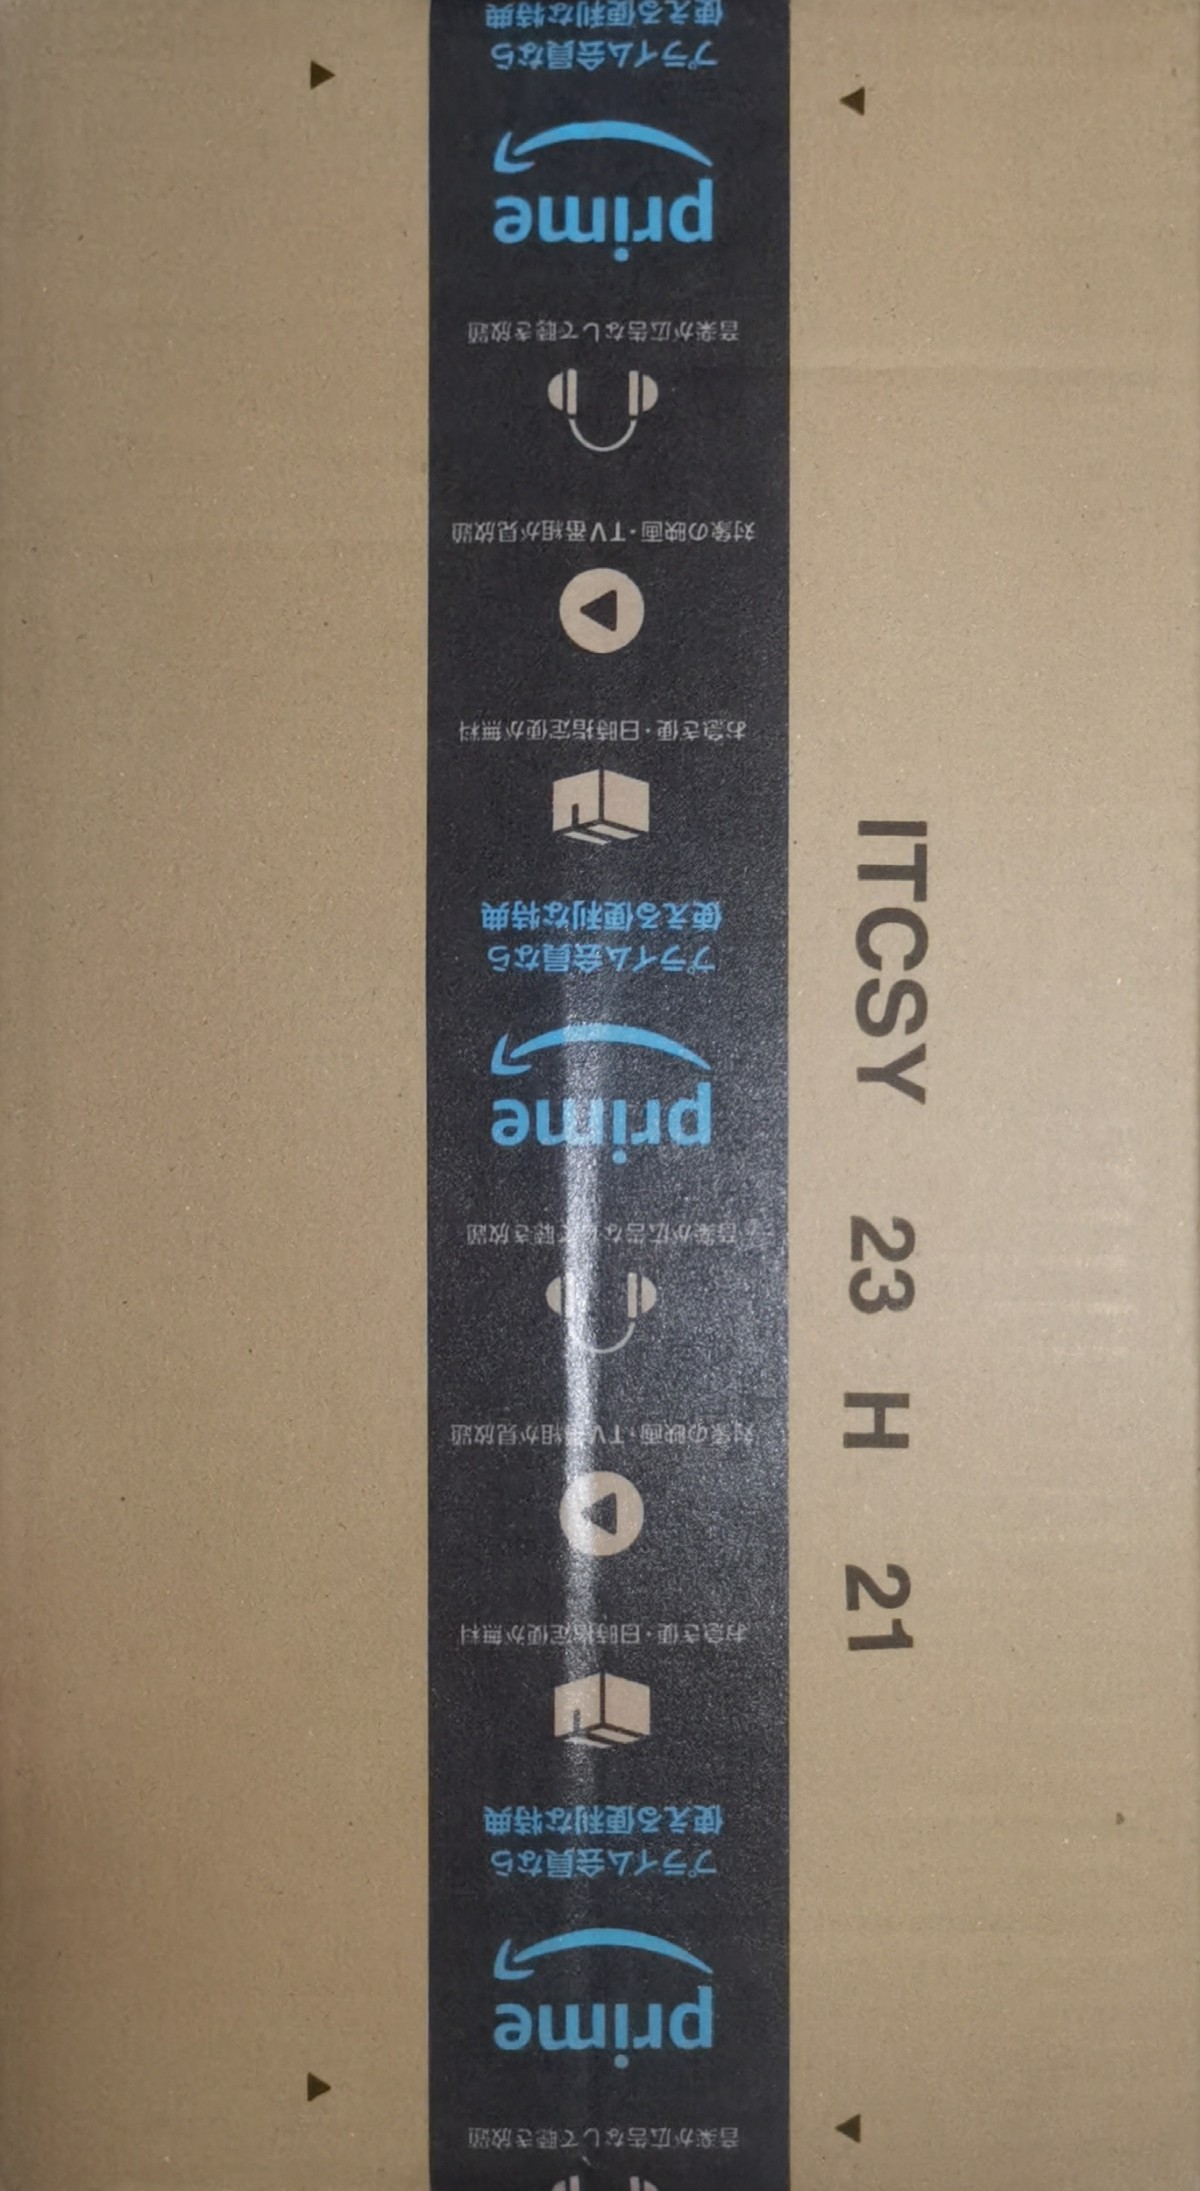 音楽が広告なしで聴き放題
prime
プライム会員なら
使える便利な特典
お急ぎ便・日時指定便が無料
対象の映画・TV番組が見放題
音楽が広告なしで聴き放題
prime
プライム会員なら
使える便利な特典
お急ぎ便・日時指定便が無料
対象の映画・TV番組が見放題
音楽が広告なしで聴き放題
prime
プライム会員なら
使える便利な特典
ITCSY 23 H 21